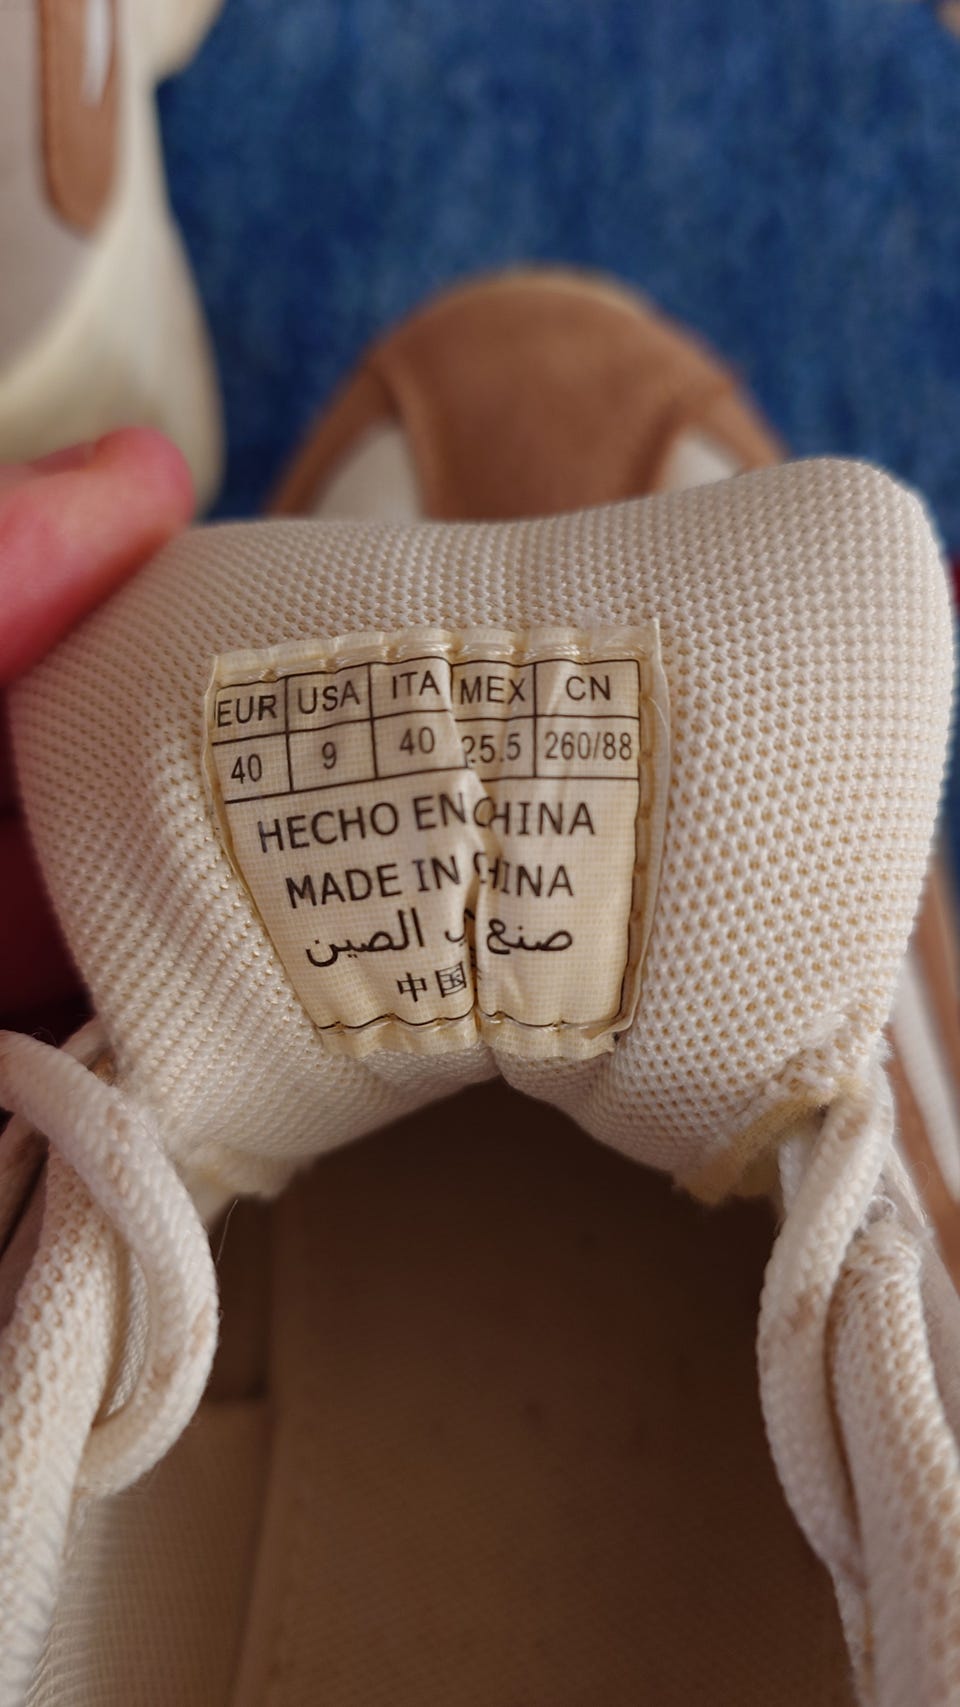 EUR USA ITA MEX CN
40 9 40 25.5 260/88
HECHO EN CHINA
MADE IN CHINA
صنع الصين
中国